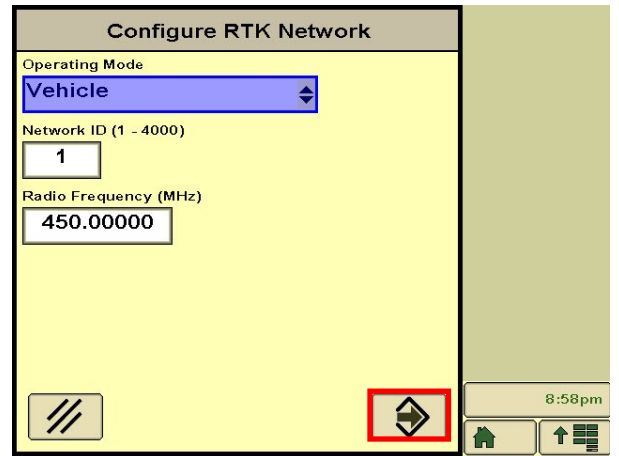 Configure RTK Network
Operating Mode
Vehicle
Network ID (1 - 4000)
1
Radio Frequency (MHz)
450.00000
8:58pm